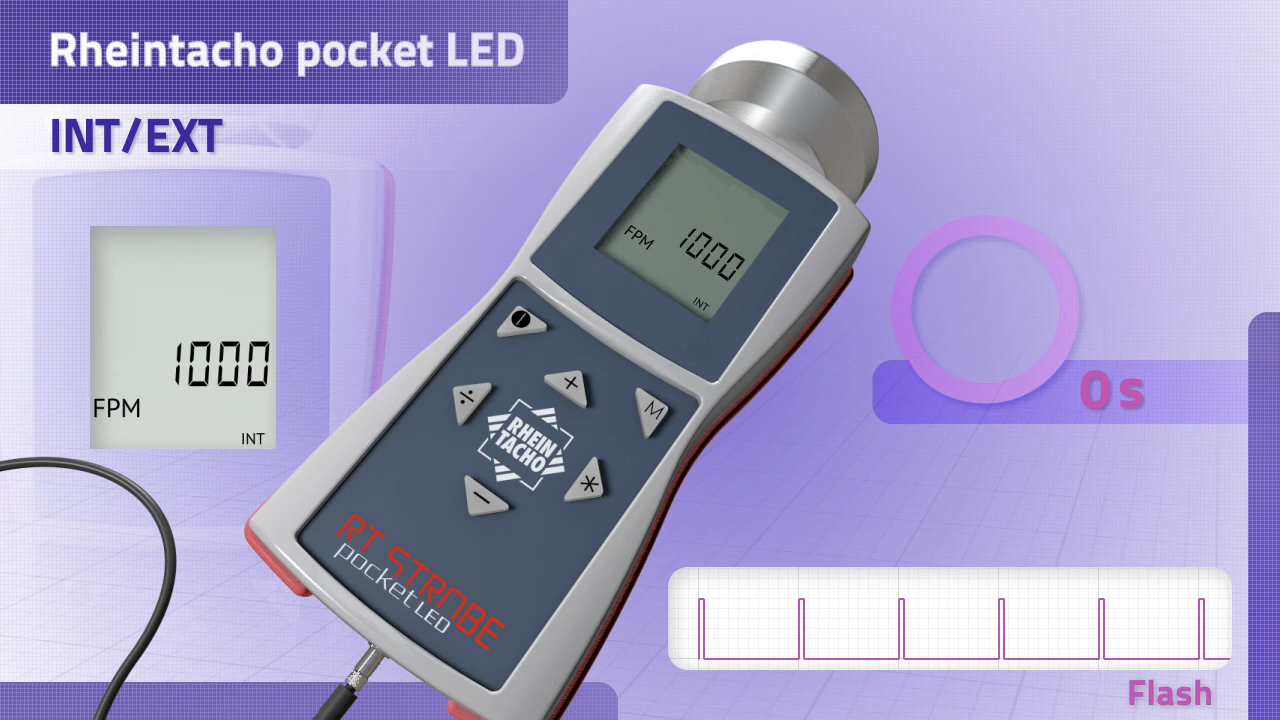 Rheintacho pocket LED
INT/EXT
1000
FPM
INT
FPM 1000
INT
÷
+
M
−
*
RHEIN
TACHO
RT STROBE
pocket LED
0 s
Flash